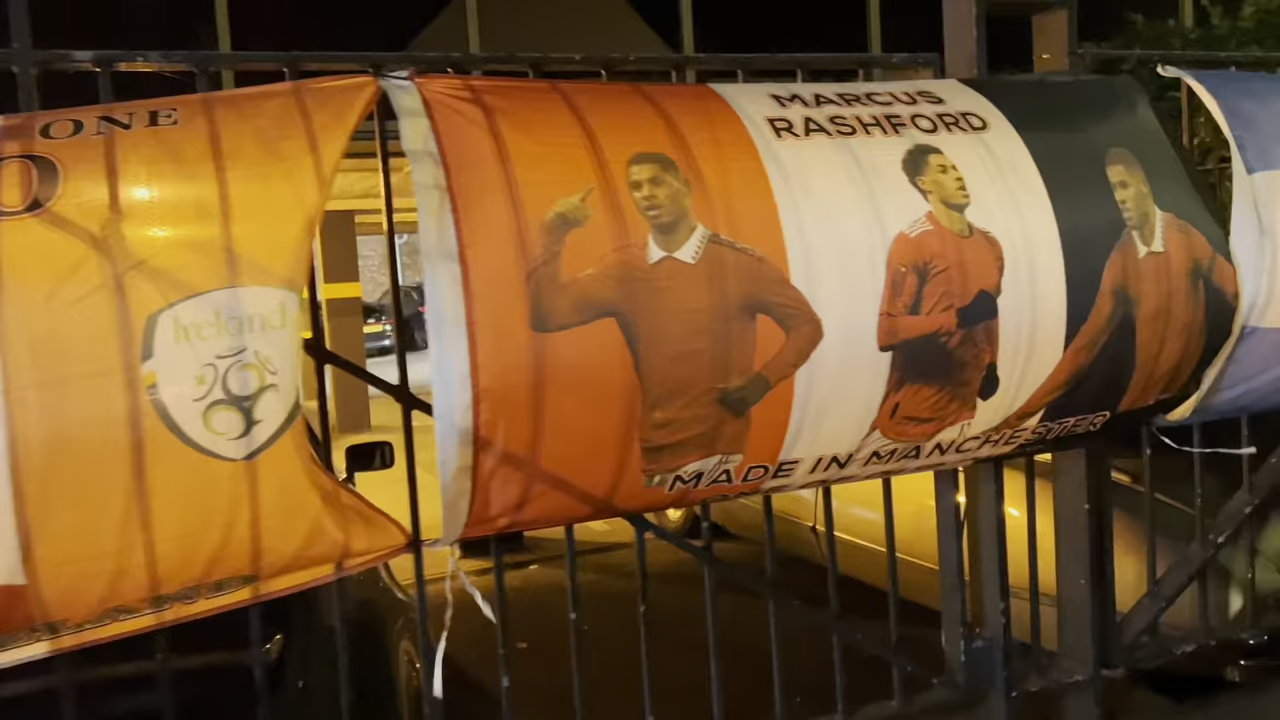 ONE
O
Ireland
MARCUS
RASHFORD
MADE IN MANCHESTER